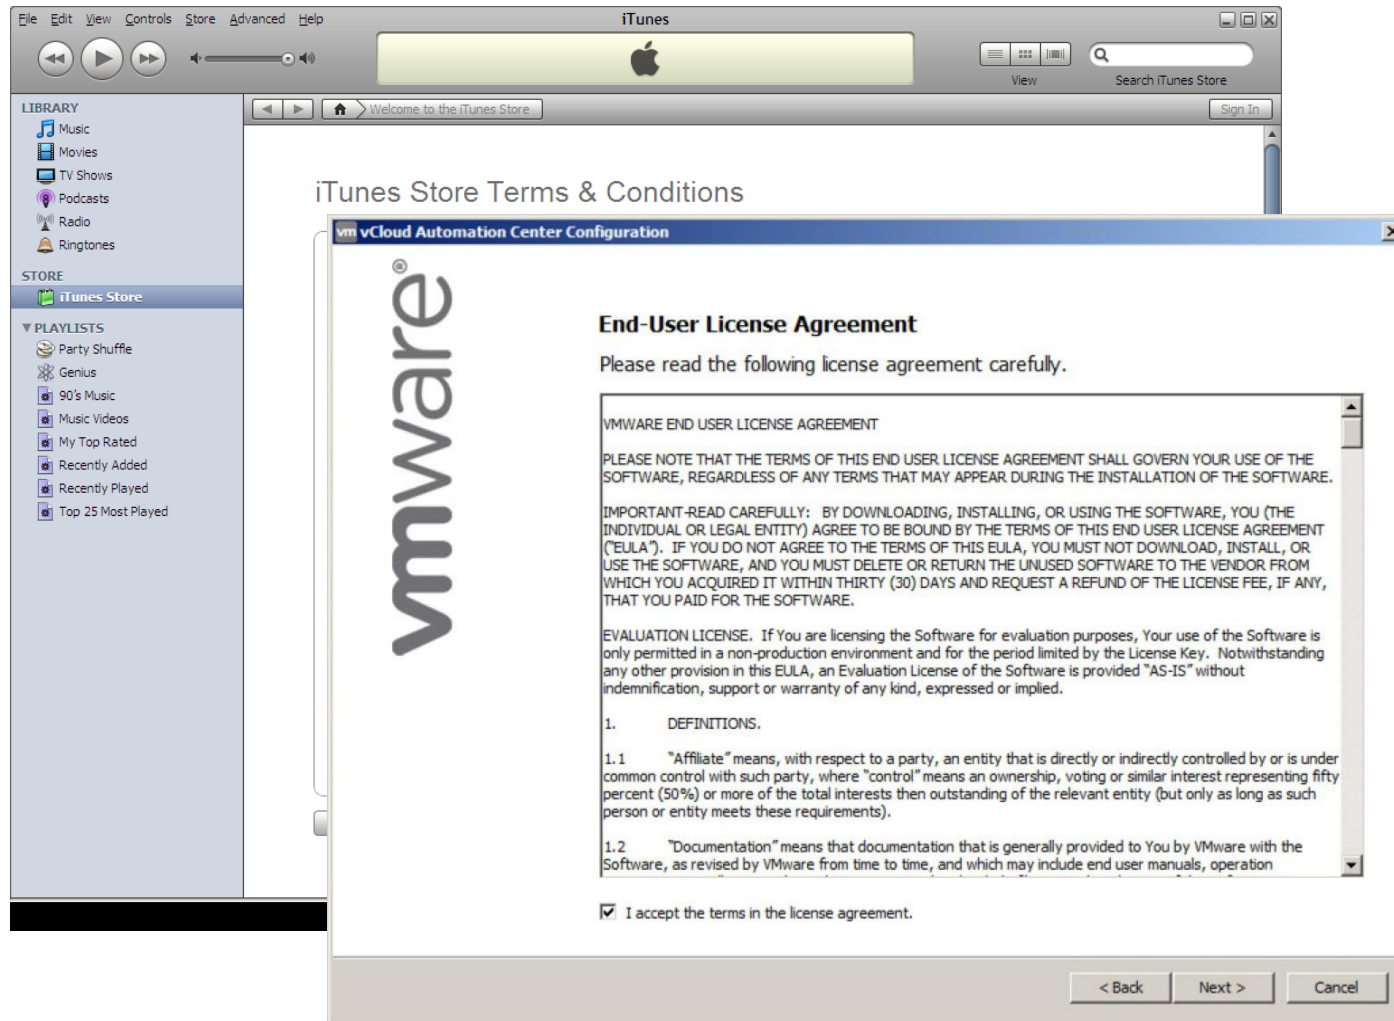 File Edit View Controls Store Advanced Help
iTunes
View
Search iTunes Store
LIBRARY
Music
Movies
TV Shows
Podcasts
Radio
Ringtones
STORE
iTunes Store
PLAYLISTS
Party Shuffle
Genius
90's Music
Music Videos
My Top Rated
Recently Added
Recently Played
Top 25 Most Played
Welcome to the iTunes Store
Sign In
iTunes Store Terms & Conditions
vm vCloud Automation Center Configuration
vmware®
End-User License Agreement
Please read the following license agreement carefully.
VMWARE END USER LICENSE AGREEMENT
PLEASE NOTE THAT THE TERMS OF THIS END USER LICENSE AGREEMENT SHALL GOVERN YOUR USE OF THE
SOFTWARE, REGARDLESS OF ANY TERMS THAT MAY APPEAR DURING THE INSTALLATION OF THE SOFTWARE.
IMPORTANT-READ CAREFULLY: BY DOWNLOADING, INSTALLING, OR USING THE SOFTWARE, YOU (THE
INDIVIDUAL OR LEGAL ENTITY) AGREE TO BE BOUND BY THE TERMS OF THIS END USER LICENSE AGREEMENT
("EULA"). IF YOU DO NOT AGREE TO THE TERMS OF THIS EULA, YOU MUST NOT DOWNLOAD, INSTALL, OR
USE THE SOFTWARE, AND YOU MUST DELETE OR RETURN THE UNUSED SOFTWARE TO THE VENDOR FROM
WHICH YOU ACQUIRED IT WITHIN THIRTY (30) DAYS AND REQUEST A REFUND OF THE LICENSE FEE, IF ANY,
THAT YOU PAID FOR THE SOFTWARE.
EVALUATION LICENSE. If You are licensing the Software for evaluation purposes, Your use of the Software is
only permitted in a non-production environment and for the period limited by the License Key. Notwithstanding
any other provision in this EULA, an Evaluation License of the Software is provided "AS-IS" without
indemnification, support or warranty of any kind, expressed or implied.
1. DEFINITIONS.
1.1 "Affiliate" means, with respect to a party, an entity that is directly or indirectly controlled by or is under
common control with such party, where "control" means an ownership, voting or similar interest representing fifty
percent (50%) or more of the total interests then outstanding of the relevant entity (but only as long as such
person or entity meets these requirements).
1.2 "Documentation" means that documentation that is generally provided to You by VMware with the
Software, as revised by VMware from time to time, and which may include end user manuals, operation
I accept the terms in the license agreement.
< Back
Next >
Cancel